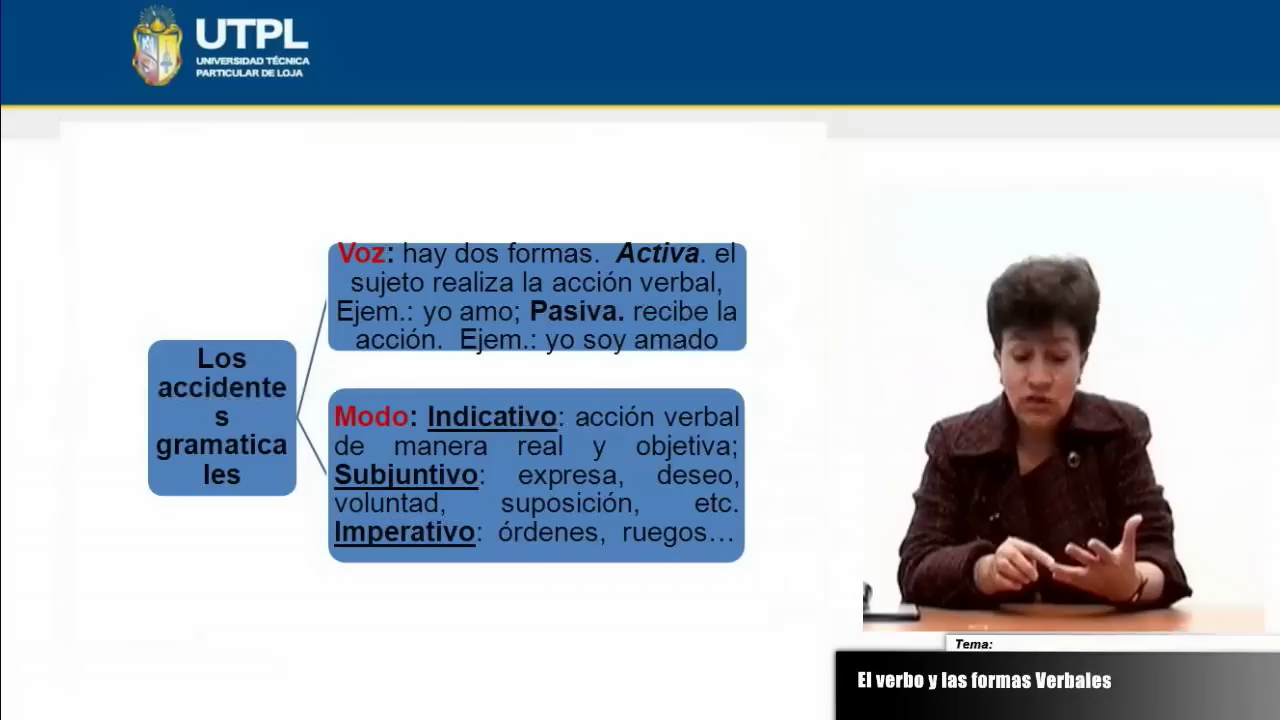 UTPL
UNIVERSIDAD TÉCNICA
PARTICULAR DE LOJA
Los
accidente
s
gramatica
les
Voz: hay dos formas. Activa. el
sujeto realiza la acción verbal,
Ejem.: yo amo; Pasiva. recibe la
acción. Ejem.: yo soy amado
Modo: Indicativo: acción verbal
de manera real y objetiva;
Subjuntivo: expresa, deseo,
voluntad, suposición, etc.
Imperativo: órdenes, ruegos...
Tema:
El verbo y las formas Verbales